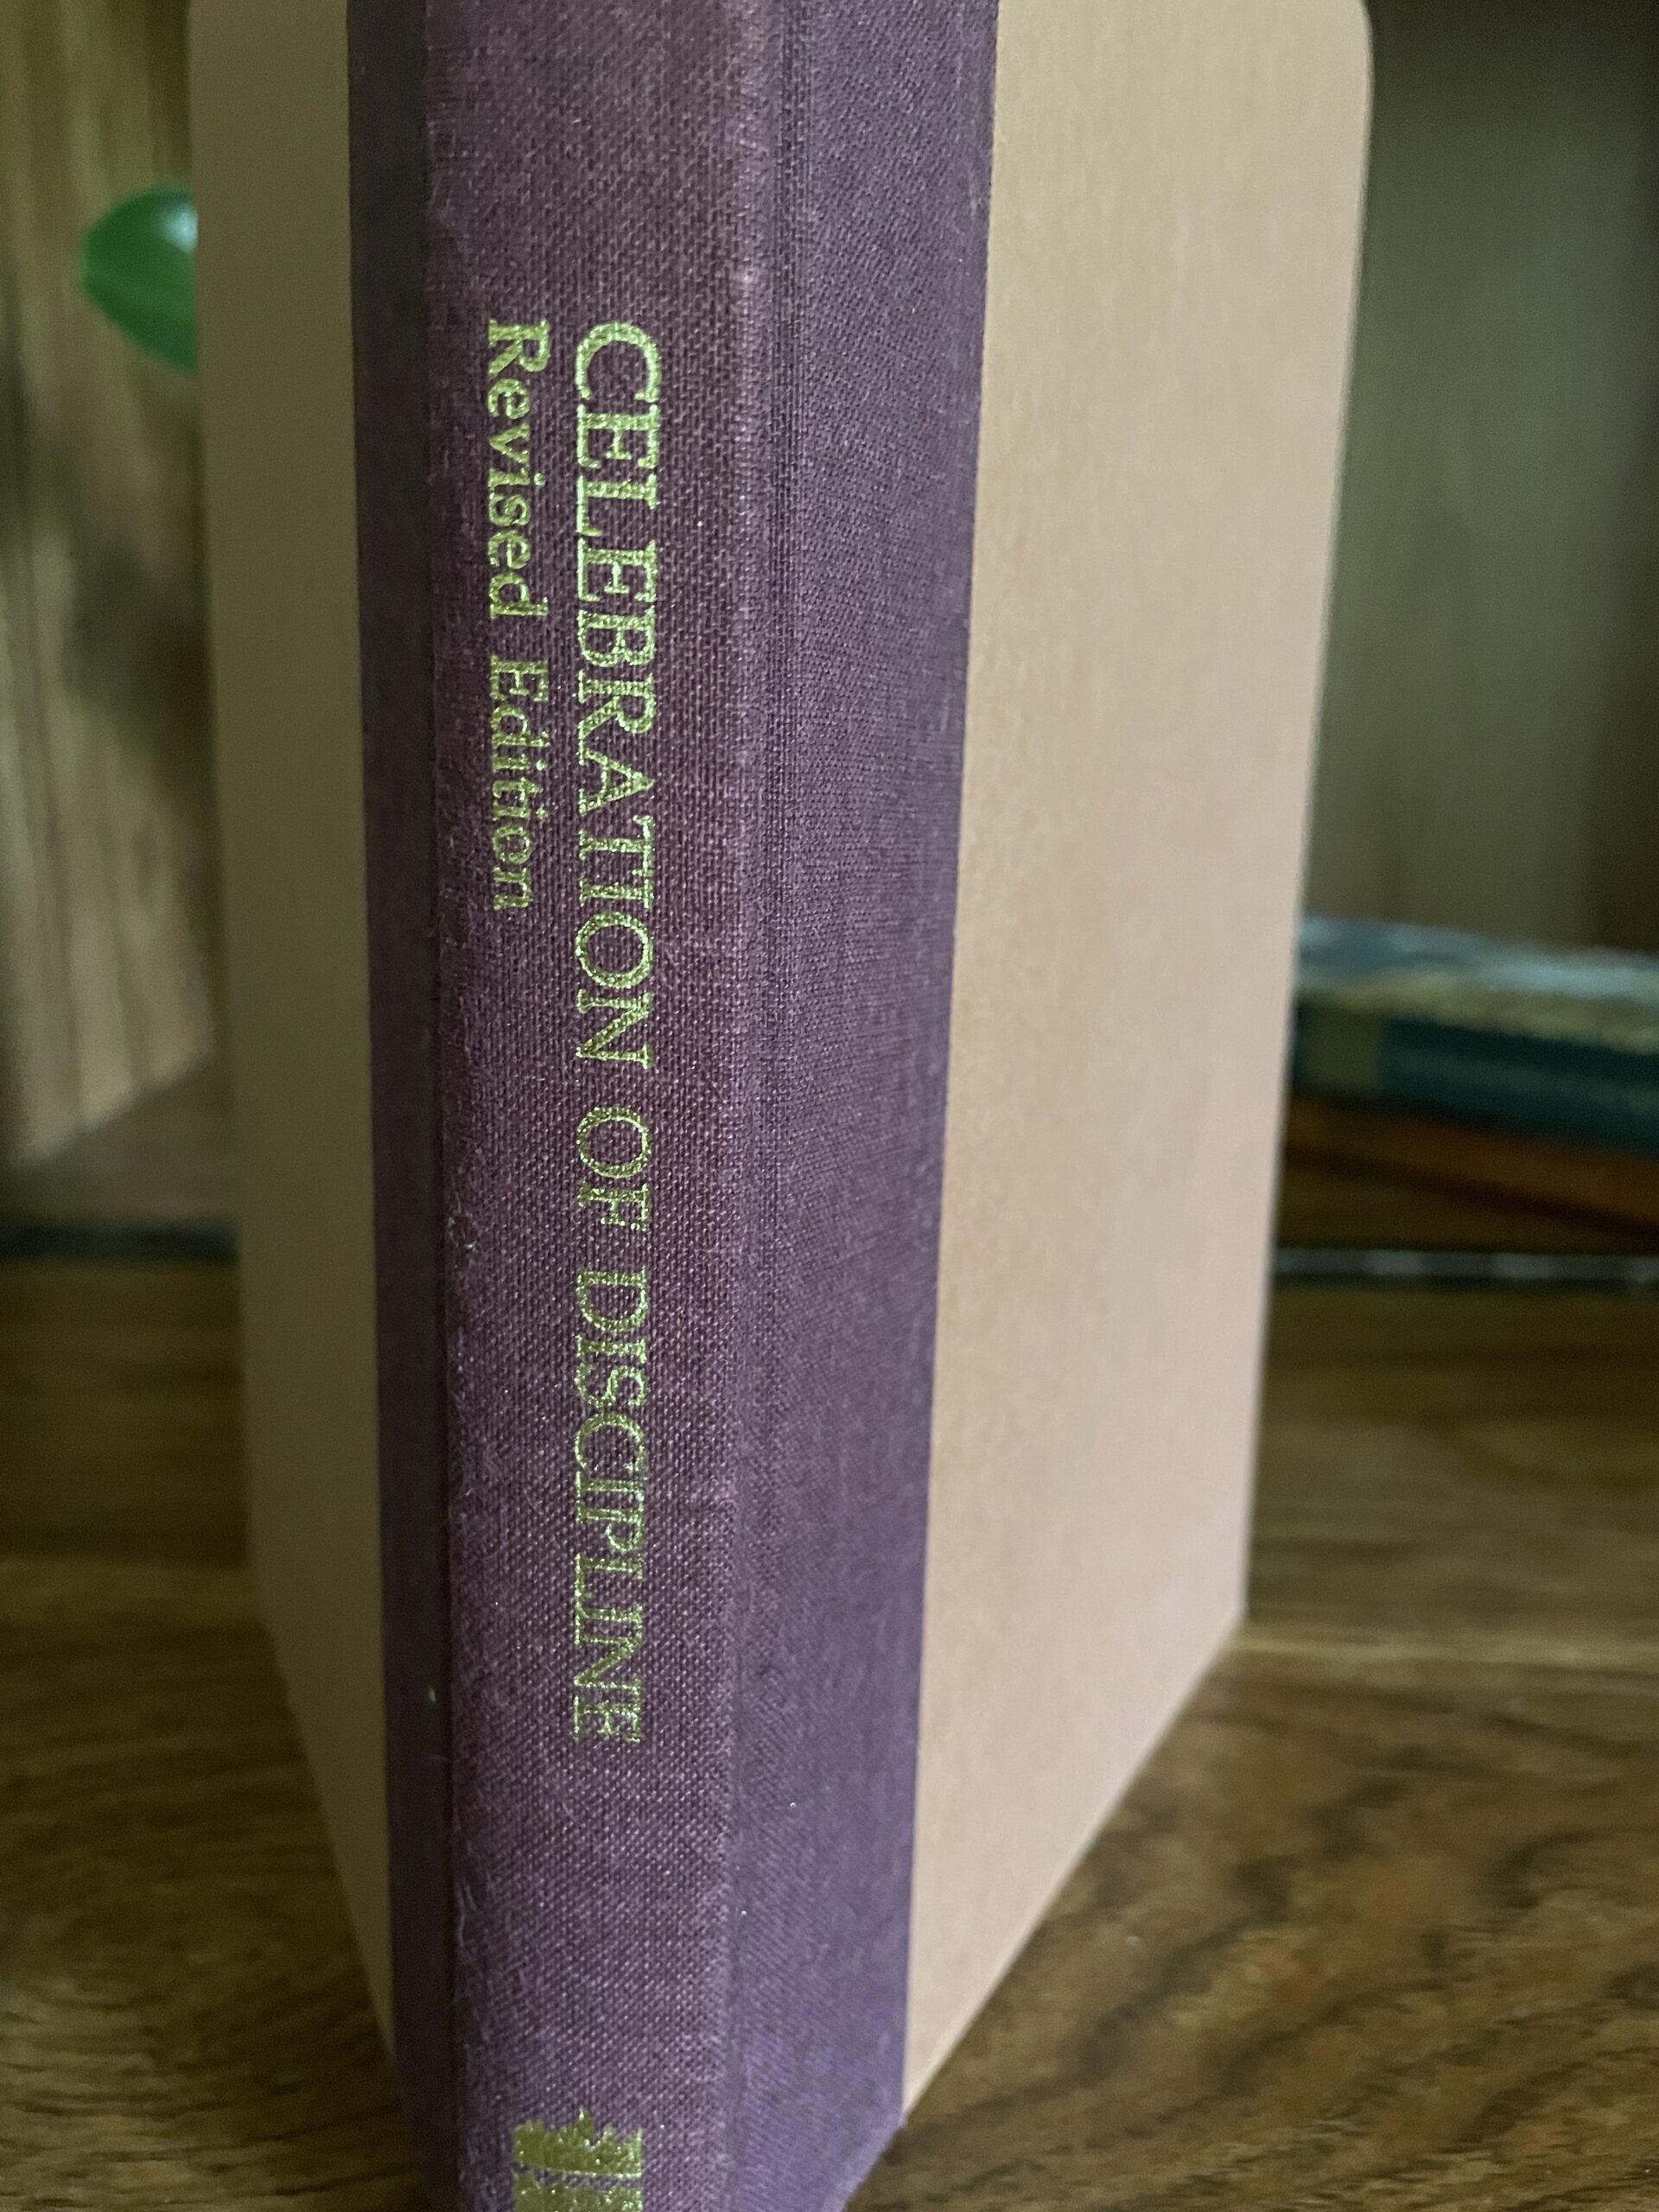 CELEBRATION OF DISCIPLINE
Revised Edition